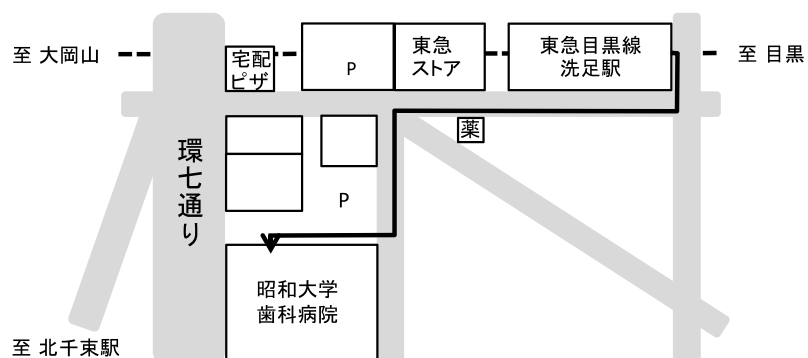 至 大岡山
宅配
ピザ
P
東急
ストア
東急目黒線
洗足駅
至 目黒
薬
環七通り
P
昭和大学
歯科病院
至 北千束駅